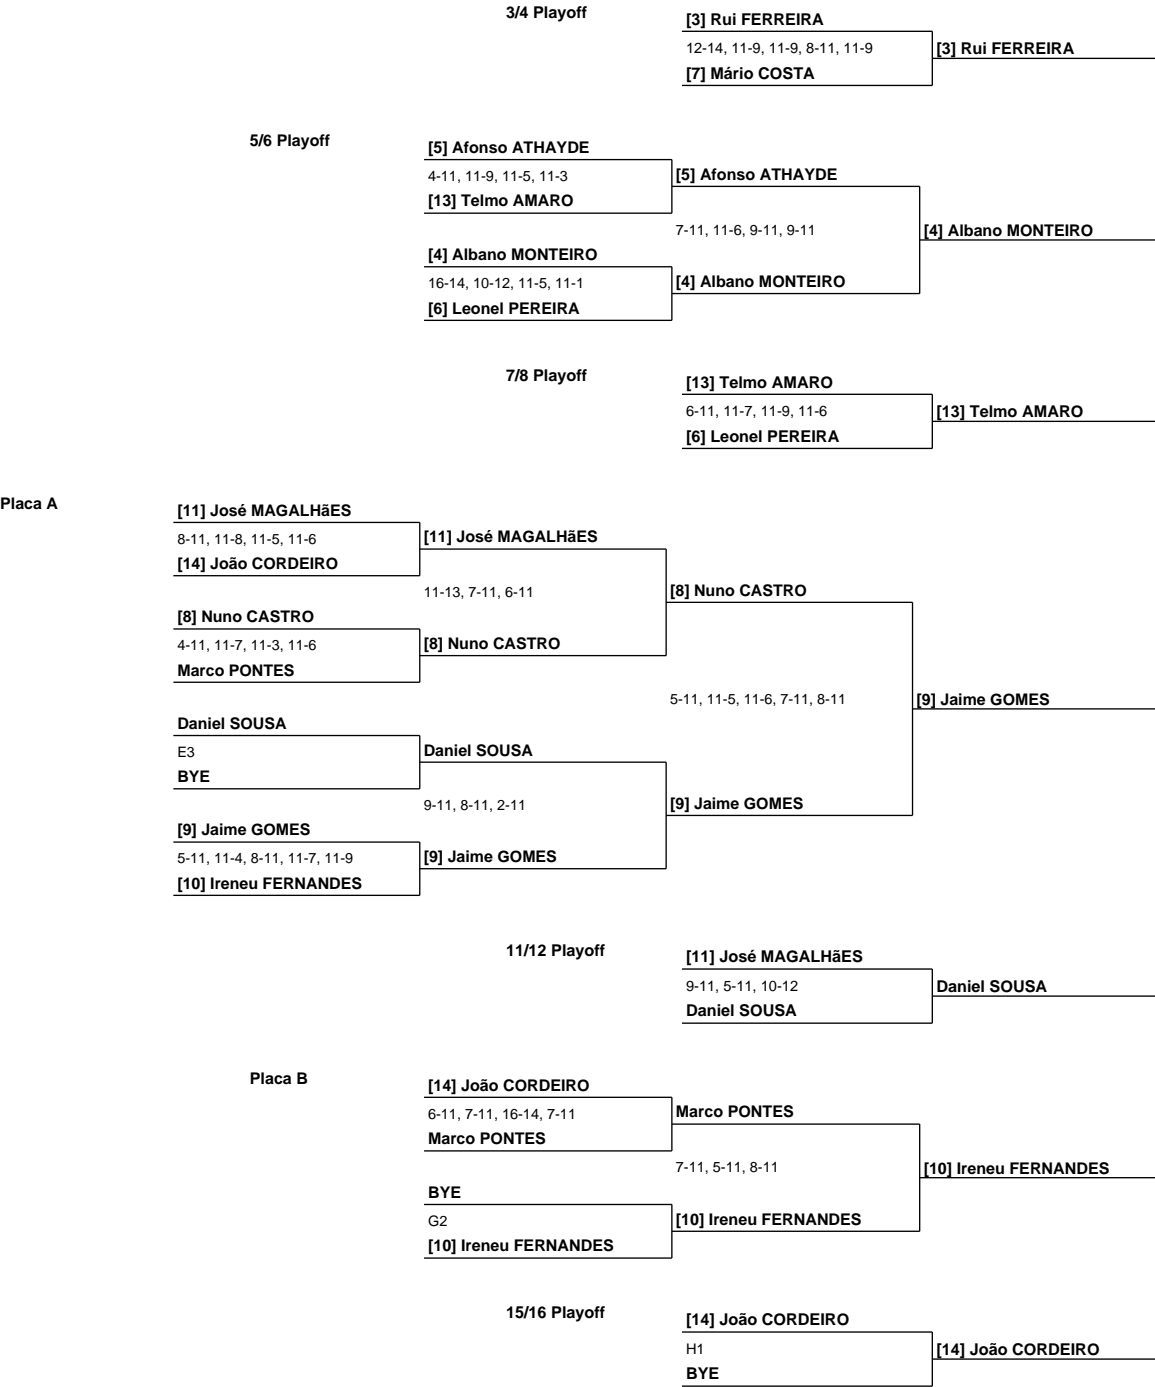 3/4 Playoff
[3] Rui FERREIRA
12-14, 11-9, 11-9, 8-11, 11-9
[3] Rui FERREIRA
[7] Mário COSTA
5/6 Playoff
[5] Afonso ATHAYDE
4-11, 11-9, 11-5, 11-3
[5] Afonso ATHAYDE
[13] Telmo AMARO
7-11, 11-6, 9-11, 9-11
[4] Albano MONTEIRO
[4] Albano MONTEIRO
16-14, 10-12, 11-5, 11-1
[4] Albano MONTEIRO
[6] Leonel PEREIRA
7/8 Playoff
[13] Telmo AMARO
6-11, 11-7, 11-9, 11-6
[13] Telmo AMARO
[6] Leonel PEREIRA
Placa A
[11] José MAGALHãES
8-11, 11-8, 11-5, 11-6
[11] José MAGALHãES
[14] João CORDEIRO
11-13, 7-11, 6-11
[8] Nuno CASTRO
[8] Nuno CASTRO
4-11, 11-7, 11-3, 11-6
[8] Nuno CASTRO
Marco PONTES
5-11, 11-5, 11-6, 7-11, 8-11
[9] Jaime GOMES
Daniel SOUSA
E3
Daniel SOUSA
BYE
9-11, 8-11, 2-11
[9] Jaime GOMES
[9] Jaime GOMES
5-11, 11-4, 8-11, 11-7, 11-9
[9] Jaime GOMES
[10] Ireneu FERNANDES
11/12 Playoff
[11] José MAGALHãES
9-11, 5-11, 10-12
Daniel SOUSA
Daniel SOUSA
Placa B
[14] João CORDEIRO
6-11, 7-11, 16-14, 7-11
Marco PONTES
Marco PONTES
7-11, 5-11, 8-11
[10] Ireneu FERNANDES
BYE
G2
[10] Ireneu FERNANDES
[10] Ireneu FERNANDES
15/16 Playoff
[14] João CORDEIRO
H1
[14] João CORDEIRO
BYE